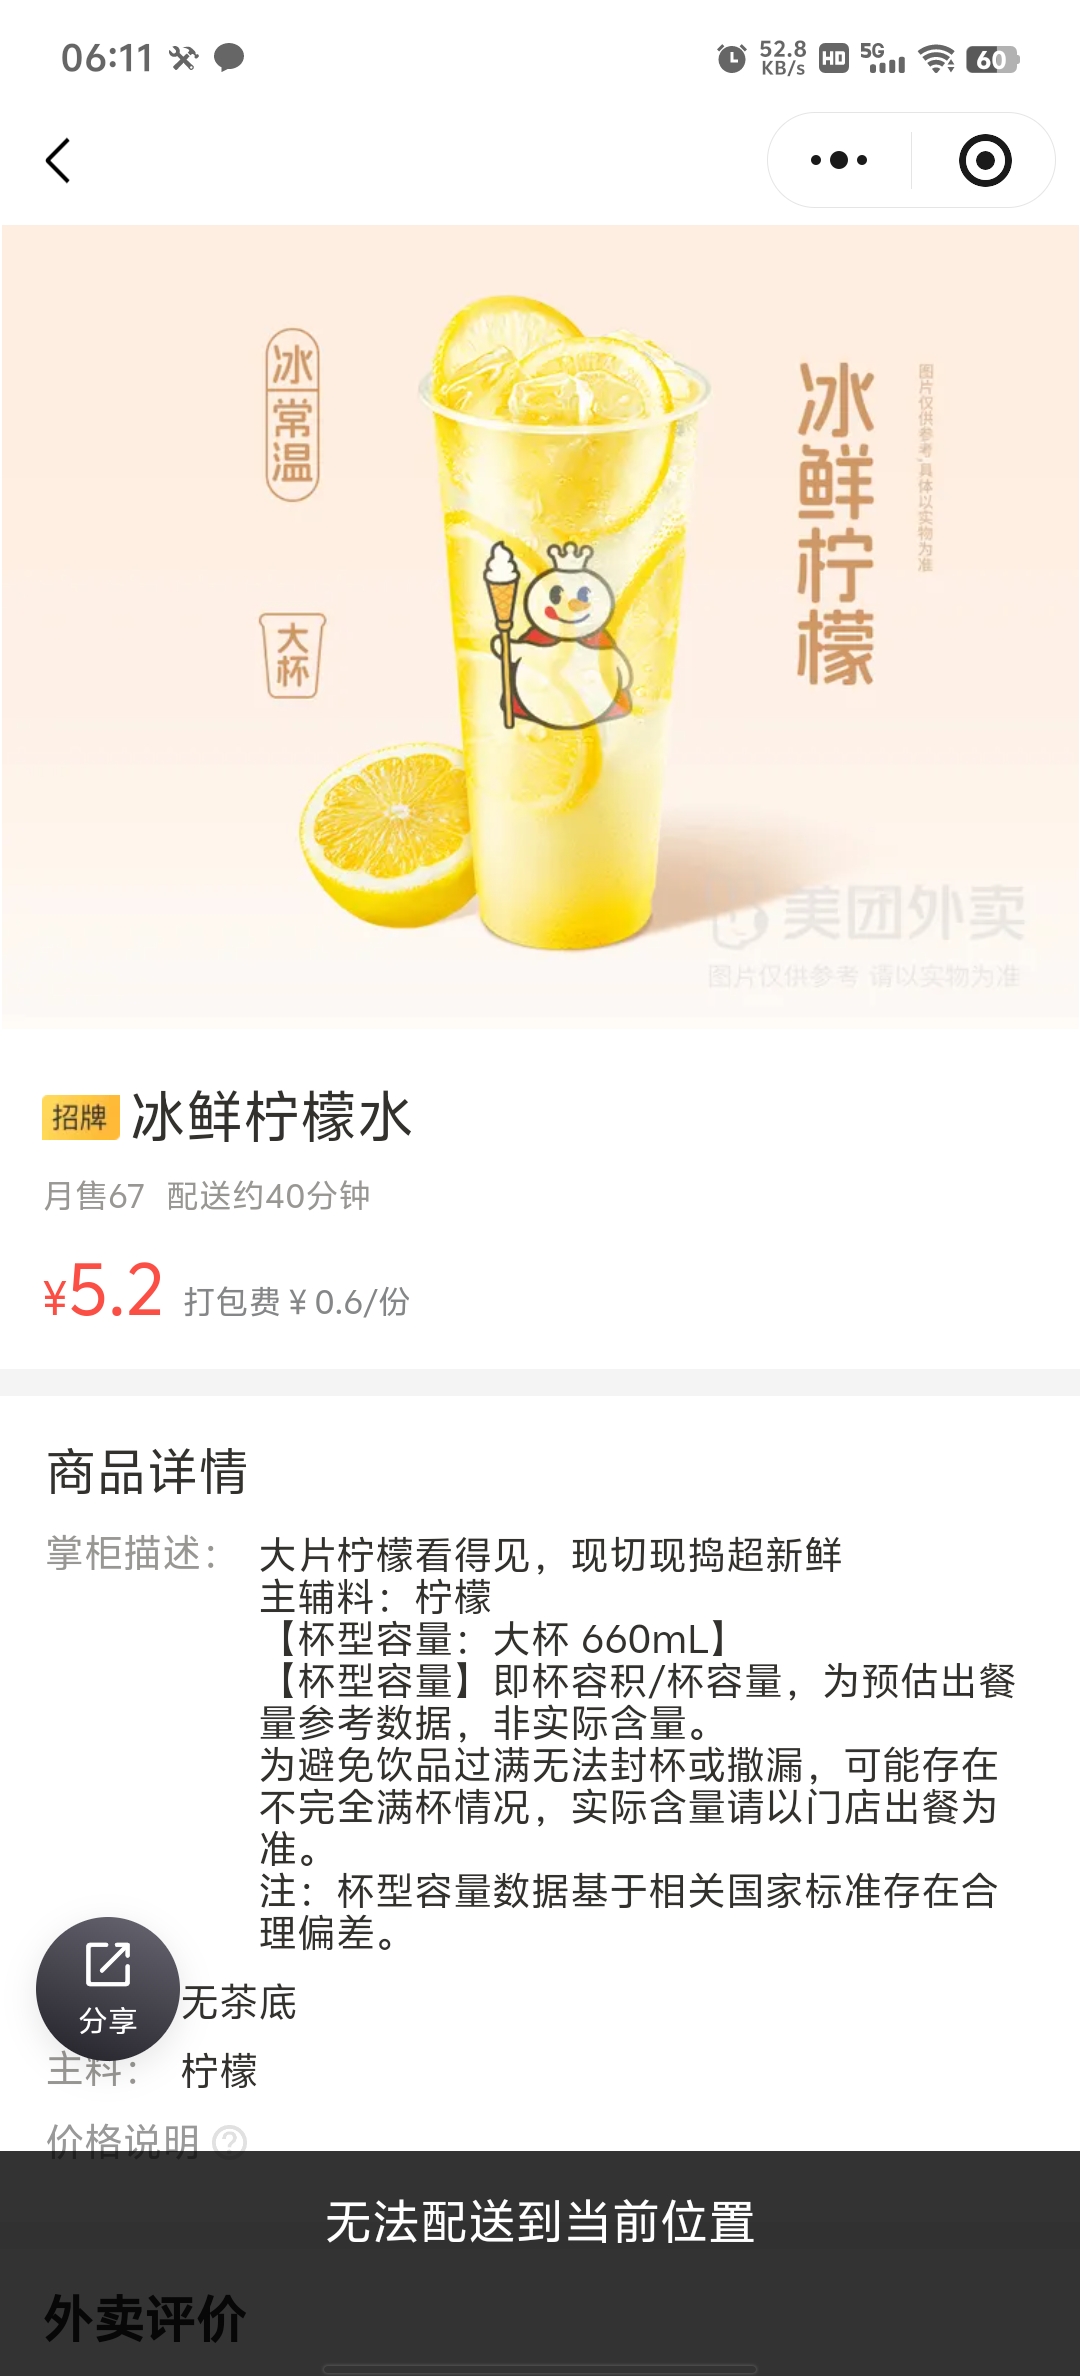 06:11
52.8
KB/s
HD
5G
60
冰
常温
大杯
冰鲜柠檬
图片仅供参考,具体以实物为准
美团外卖
图片仅供参考 请以实物为准
招牌 冰鲜柠檬水
月售67 配送约40分钟
¥5.2 打包费 ¥ 0.6/份
商品详情
掌柜描述： 大片柠檬看得见，现切现捣超新鲜
主辅料：柠檬
【杯型容量：大杯 660mL】
【杯型容量】即杯容积/杯容量，为预估出餐
量参考数据，非实际含量。
为避免饮品过满无法封杯或撒漏，可能存在
不完全满杯情况，实际含量请以门店出餐为
准。
注：杯型容量数据基于相关国家标准存在合
理偏差。
分享
无茶底
主料： 柠檬
价格说明 ?
无法配送到当前位置
外卖评价